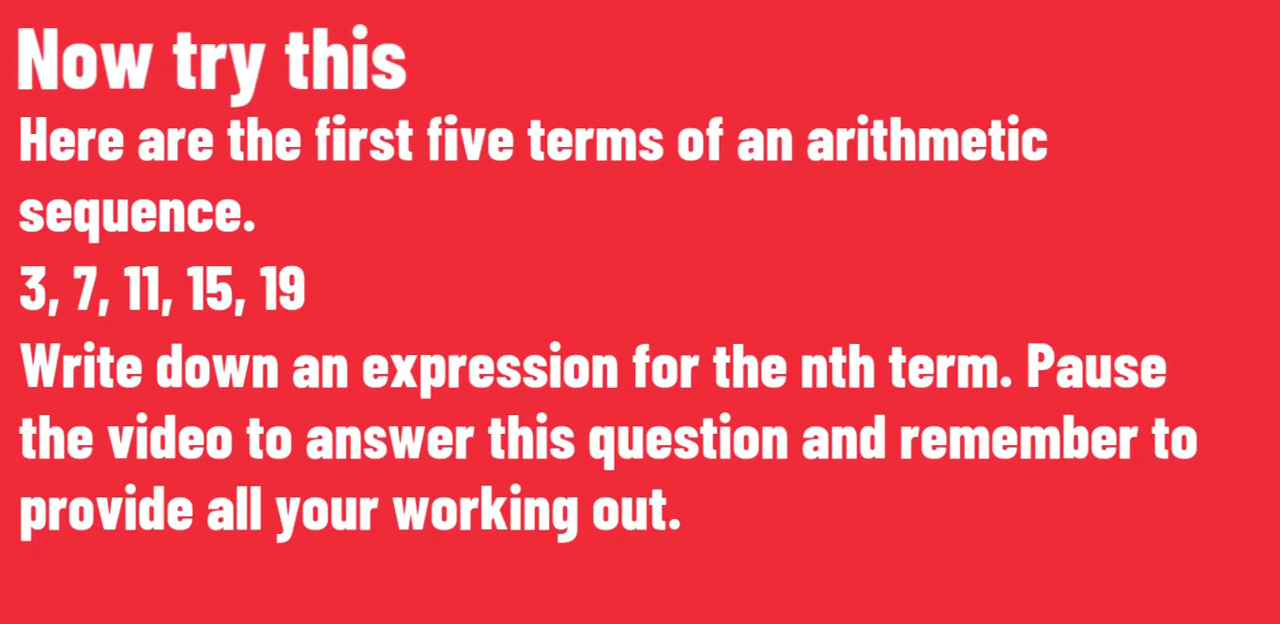 Now try this
Here are the first five terms of an arithmetic
sequence.
3, 7, 11, 15, 19
Write down an expression for the nth term. Pause
the video to answer this question and remember to
provide all your working out.